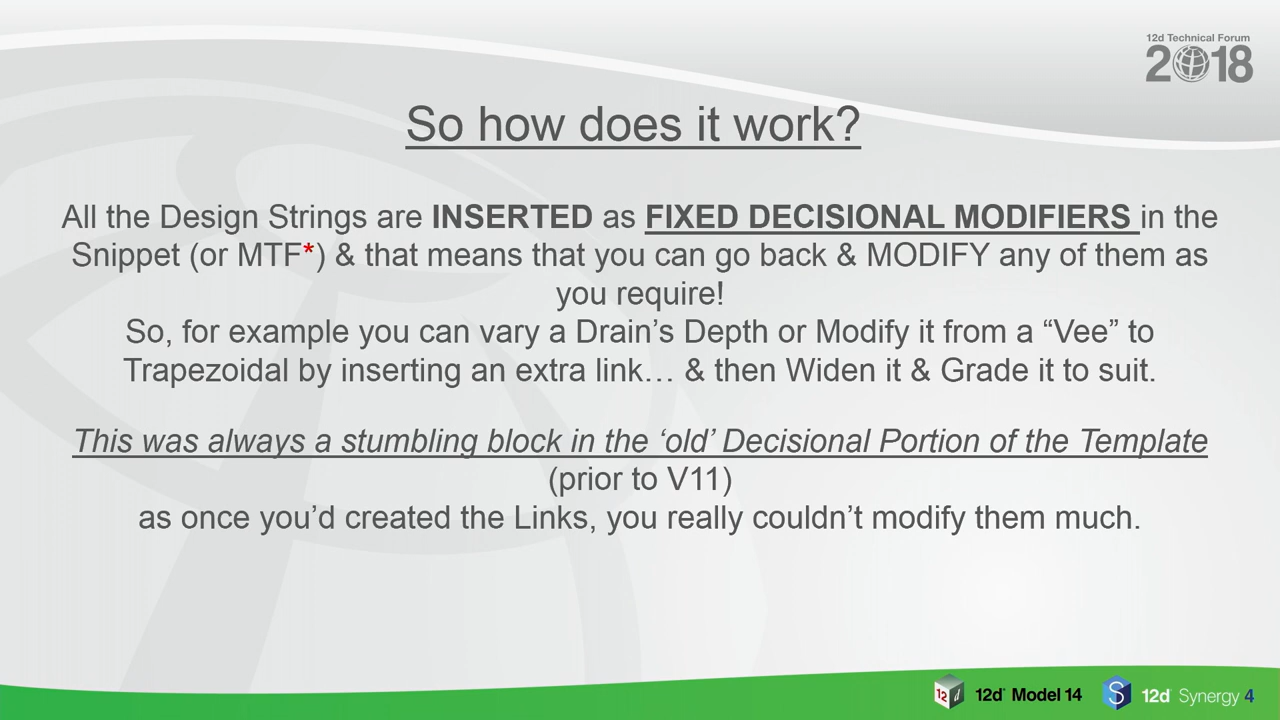 12d Technical Forum
2018
So how does it work?
All the Design Strings are INSERTED as FIXED DECISIONAL MODIFIERS in the
Snippet (or MTF*) & that means that you can go back & MODIFY any of them as
you require!
So, for example you can vary a Drain’s Depth or Modify it from a “Vee” to
Trapezoidal by inserting an extra link… & then Widen it & Grade it to suit.
This was always a stumbling block in the ‘old’ Decisional Portion of the Template
(prior to V11)
as once you’d created the Links, you really couldn’t modify them much.
12 d 12d® Model 14 S 12d® Synergy 4